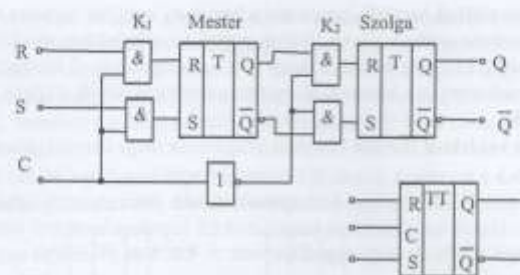 K₁ Mester K₂ Szolga
R & R T Q & R T Q Q
S & S Q̅ & S Q̅ Q̅
C 1
R TT Q
C
S Q̅